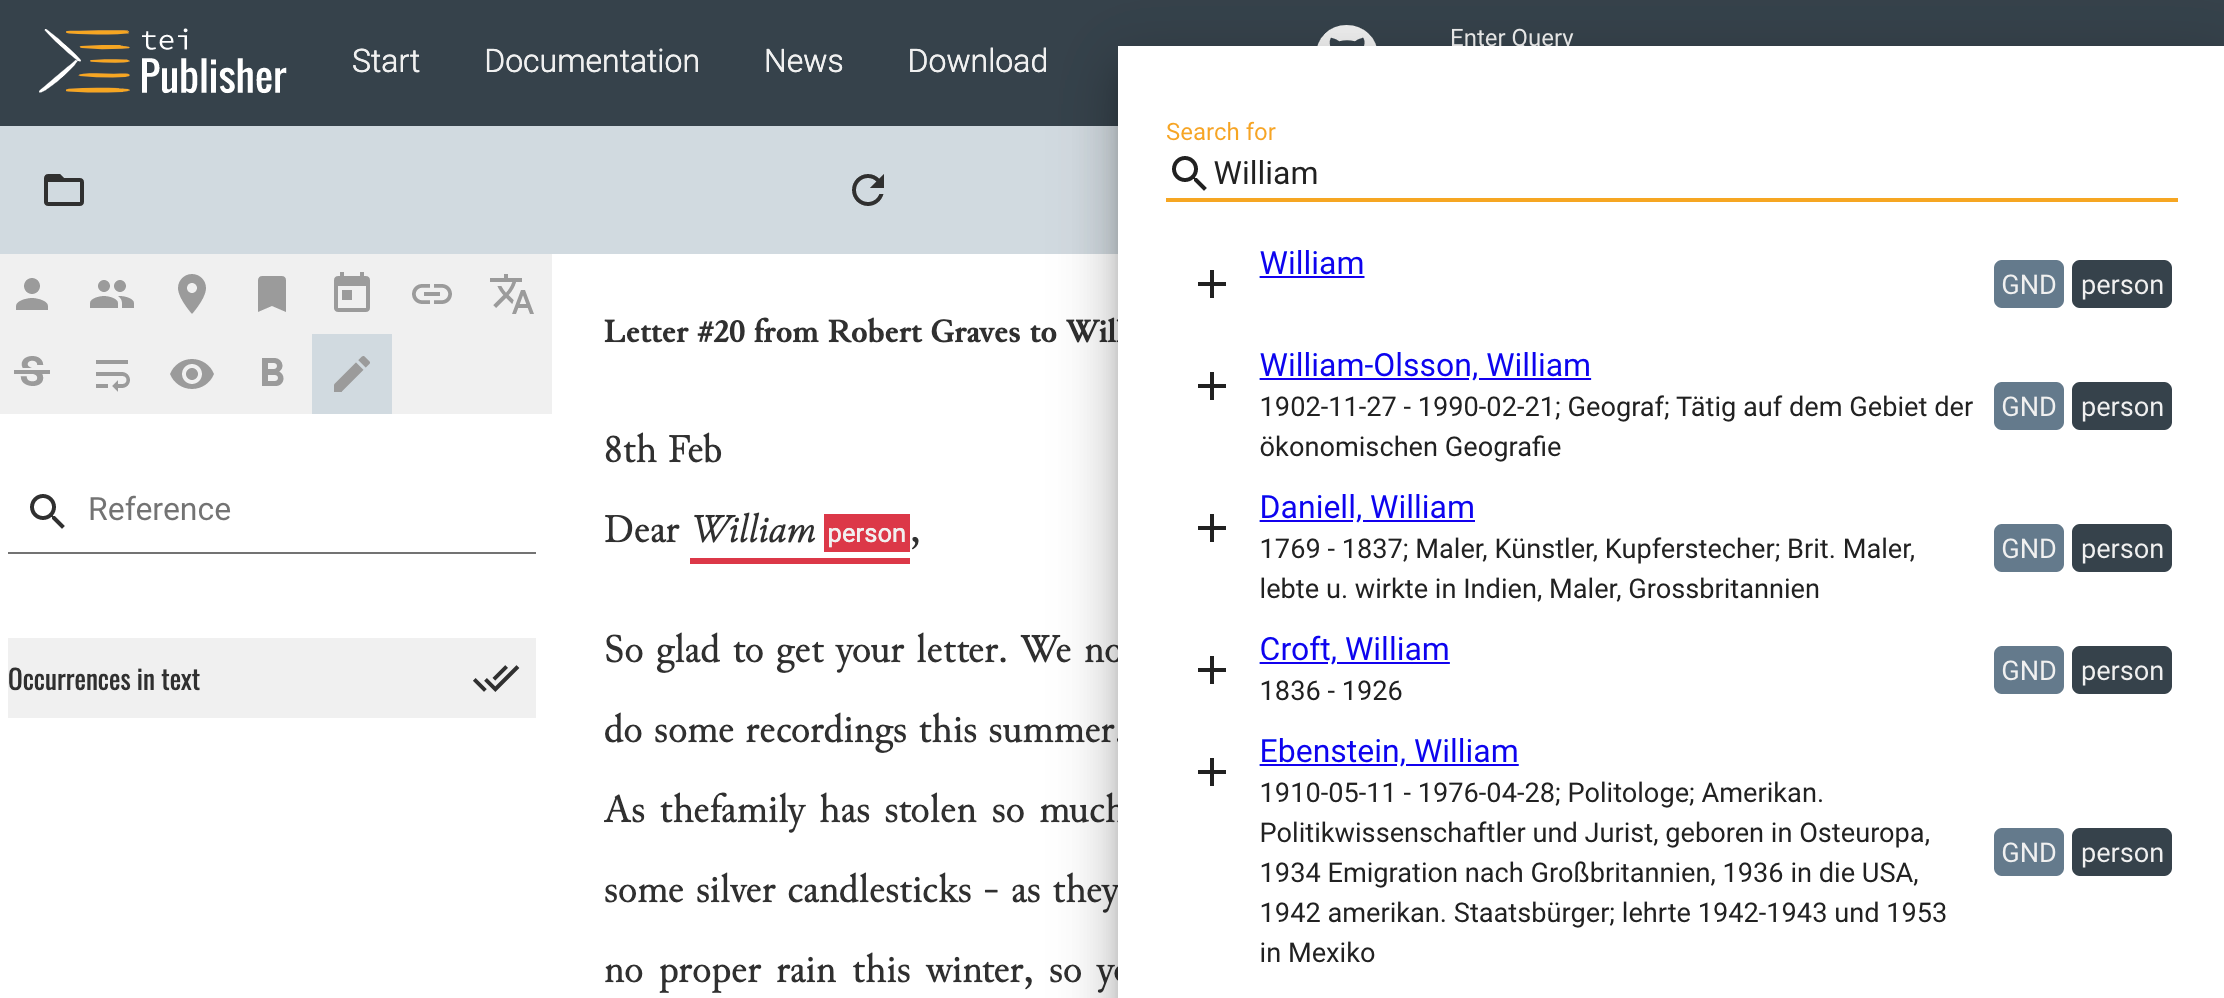 tei
Publisher
Start
Documentation
News
Download
Enter Query
B
Reference
Occurrences in text
Letter #20 from Robert Graves to
8th Feb
Dear William person,
So glad to get your letter. We
do some recordings this summer.
As thefamily has stolen so much
some silver candlesticks - as they
no proper rain this winter, so
Search for
William
William
GND person
William-Olsson, William
1902-11-27 - 1990-02-21; Geograf; Tätig auf dem Gebiet der
ökonomischen Geografie
GND person
Daniell, William
1769 - 1837; Maler, Künstler, Kupferstecher; Brit. Maler,
lebte u. wirkte in Indien, Maler, Grossbritannien
GND person
Croft, William
1836 - 1926
GND person
Ebenstein, William
1910-05-11 - 1976-04-28; Politologe; Amerikan.
Politikwissenschaftler und Jurist, geboren in Osteuropa,
1934 Emigration nach Großbritannien, 1936 in die USA,
1942 amerikan. Staatsbürger; lehrte 1942-1943 und 1953
in Mexiko
GND person